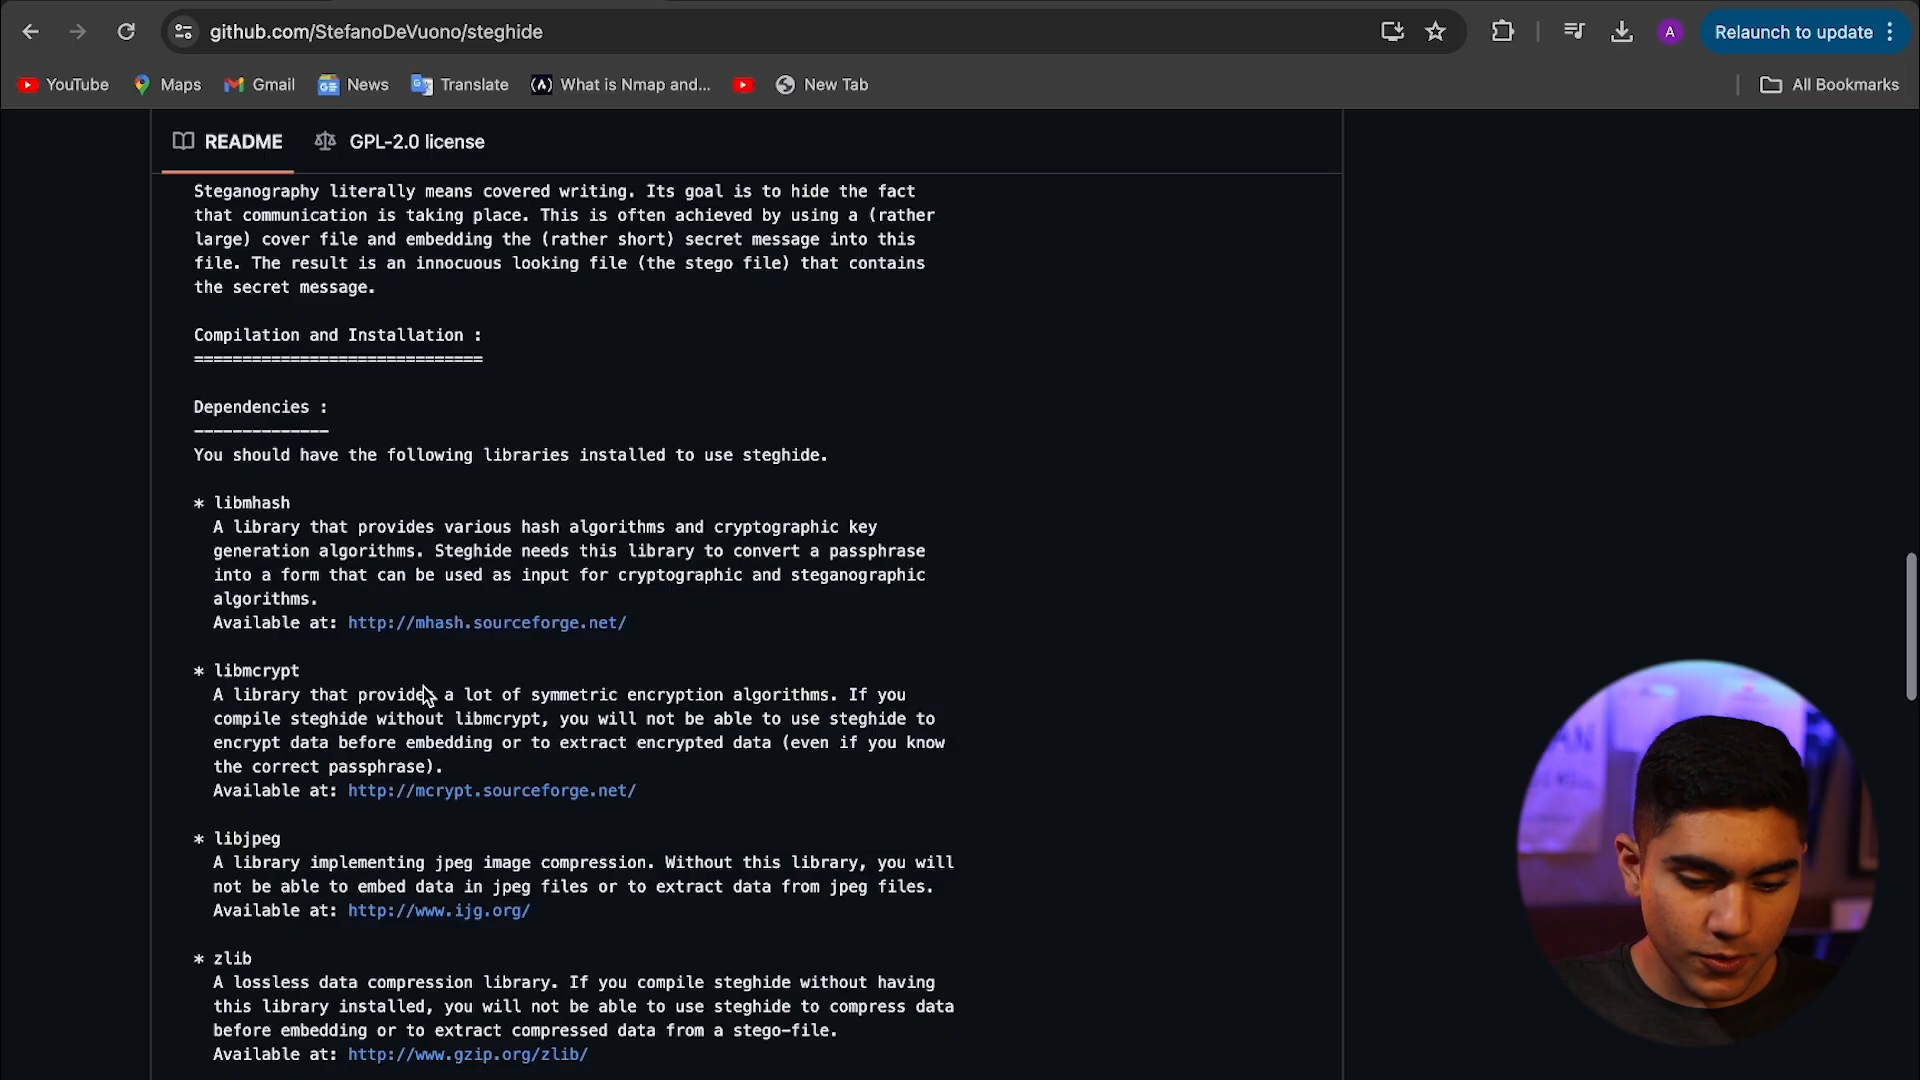 github.com/StefanoDeVuono/steghide
Relaunch to update
A
YouTube
Maps
Gmail
News
Translate
What is Nmap and...
New Tab
All Bookmarks
README
GPL-2.0 license
Steganography literally means covered writing. Its goal is to hide the fact
that communication is taking place. This is often achieved by using a (rather
large) cover file and embedding the (rather short) secret message into this
file. The result is an innocuous looking file (the stego file) that contains
the secret message.
Compilation and Installation :
==============================
Dependencies :
--------------
You should have the following libraries installed to use steghide.
* libmhash
A library that provides various hash algorithms and cryptographic key
generation algorithms. Steghide needs this library to convert a passphrase
into a form that can be used as input for cryptographic and steganographic
algorithms.
Available at: http://mhash.sourceforge.net/
* libmcrypt
A library that provides a lot of symmetric encryption algorithms. If you
compile steghide without libmcrypt, you will not be able to use steghide to
encrypt data before embedding or to extract encrypted data (even if you know
the correct passphrase).
Available at: http://mcrypt.sourceforge.net/
* libjpeg
A library implementing jpeg image compression. Without this library, you will
not be able to embed data in jpeg files or to extract data from jpeg files.
Available at: http://www.ijg.org/
* zlib
A lossless data compression library. If you compile steghide without having
this library installed, you will not be able to use steghide to compress data
before embedding or to extract compressed data from a stego-file.
Available at: http://www.gzip.org/zlib/